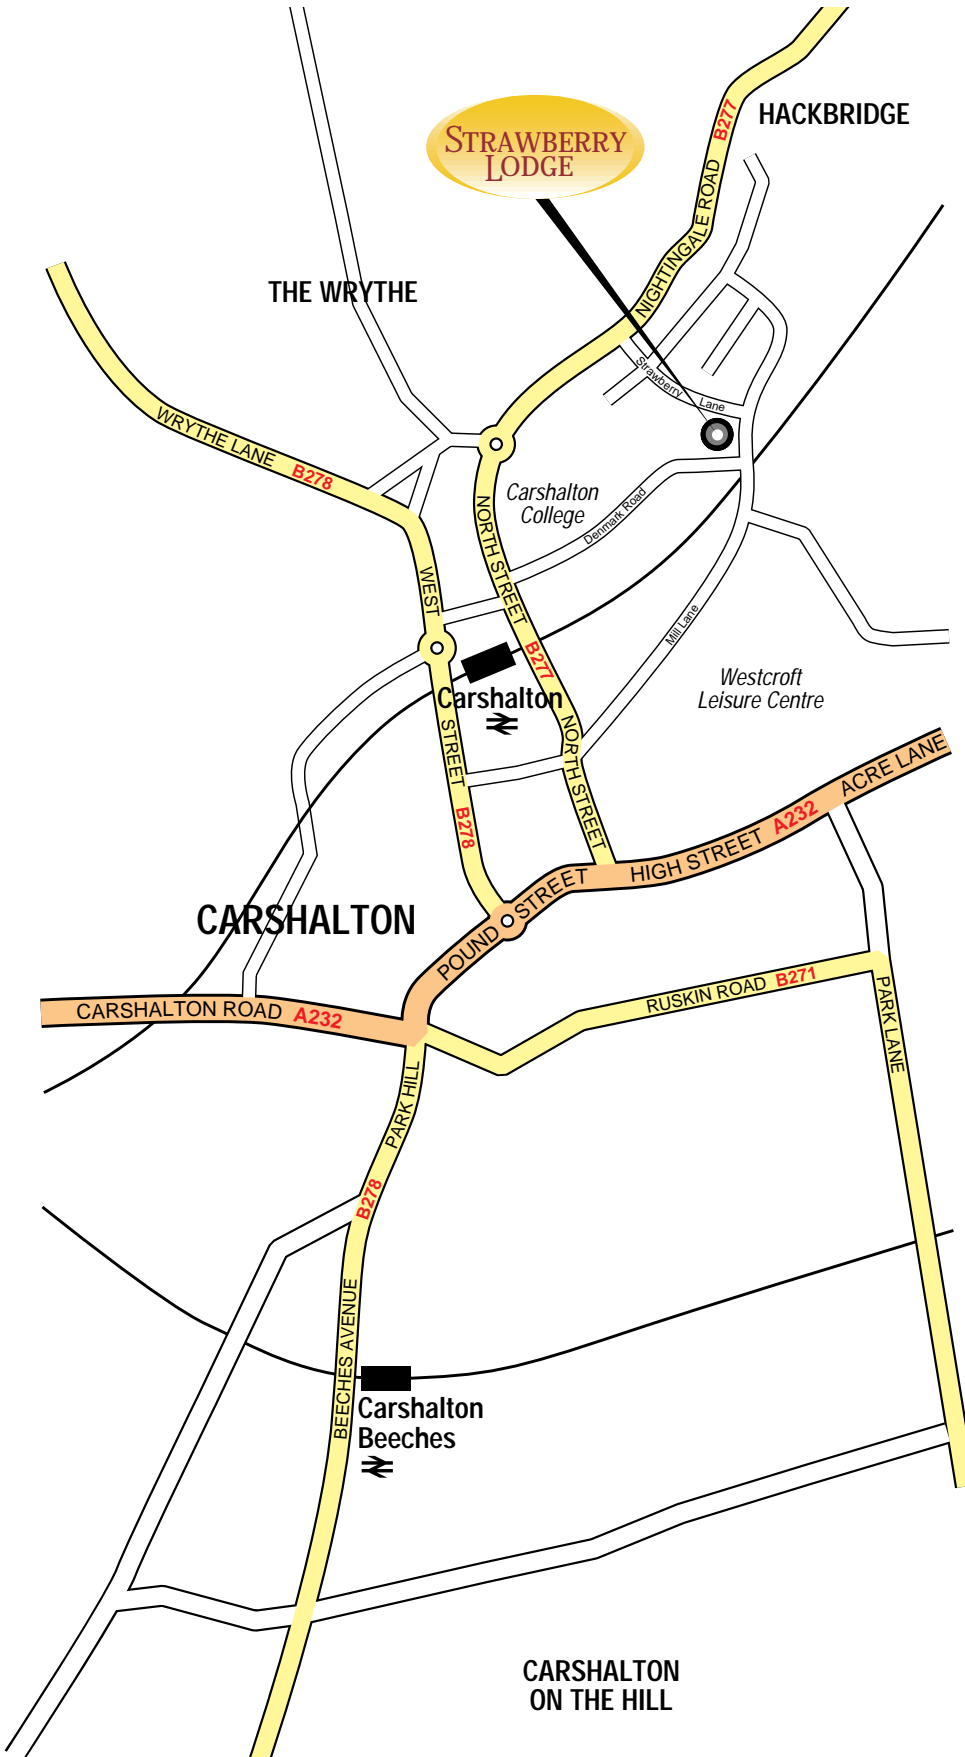 HACKBRIDGE
B277
STRAWBERRY
LODGE
NIGHTINGALE ROAD
THE WRYTHE
Strawberry Lane
WRYTHE LANE B278
Carshalton
College
Denmark Road
NORTH STREET
WEST
B277
Mill Lane
Westcroft
Leisure Centre
Carshalton
STREET
NORTH STREET
ACRE LANE
B278
HIGH STREET A232
CARSHALTON
POUND STREET
RUSKIN ROAD B271
CARSHALTON ROAD A232
PARK LANE
PARK HILL
B278
BEECHES AVENUE
Carshalton
Beeches
CARSHALTON
ON THE HILL